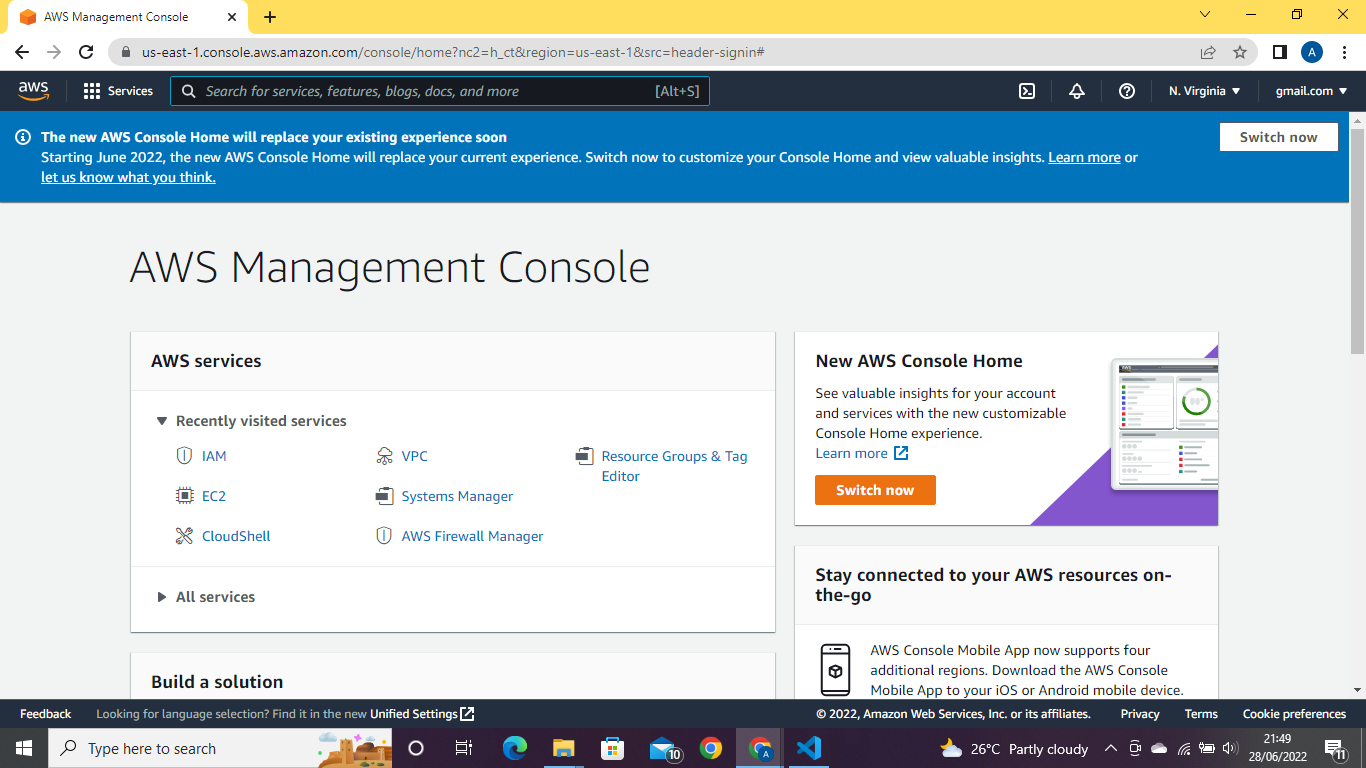 AWS Management Console
us-east-1.console.aws.amazon.com/console/home?nc2=h_ct&region=us-east-1&src=header-signin#
A
aws
Services
Search for services, features, blogs, docs, and more
[Alt+S]
N. Virginia
gmail.com
The new AWS Console Home will replace your existing experience soon
Starting June 2022, the new AWS Console Home will replace your current experience. Switch now to customize your Console Home and view valuable insights. Learn more or
let us know what you think.
Switch now
AWS Management Console
AWS services
Recently visited services
IAM
VPC
Resource Groups & Tag
Editor
EC2
Systems Manager
CloudShell
AWS Firewall Manager
All services
Build a solution
New AWS Console Home
See valuable insights for your account
and services with the new customizable
Console Home experience.
Learn more
Switch now
Stay connected to your AWS resources on-
the-go
AWS Console Mobile App now supports four
additional regions. Download the AWS Console
Mobile App to your iOS or Android mobile device.
Feedback
Looking for language selection? Find it in the new Unified Settings
© 2022, Amazon Web Services, Inc. or its affiliates.
Privacy
Terms
Cookie preferences
Type here to search
10
A
26°C Partly cloudy
21:49
28/06/2022
11